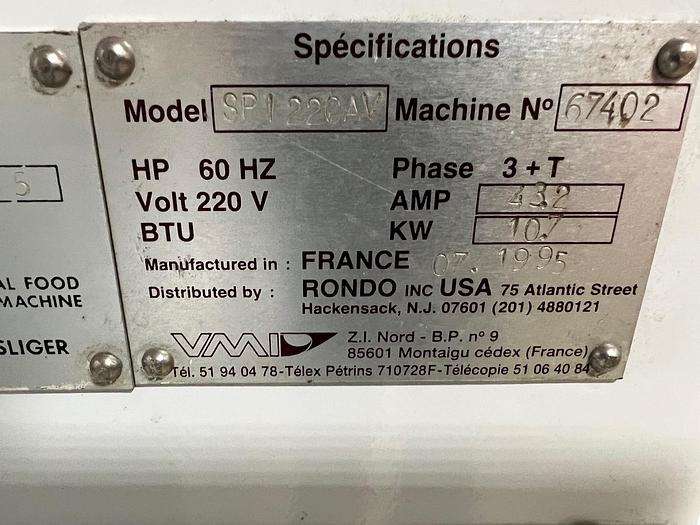 Spécifications
Model SPI 220AV Machine Nº 67402
HP 60 HZ Phase 3 + T
Volt 220 V AMP 43.2
BTU KW 10.7
Manufactured in : FRANCE 07. 1995
Distributed by : RONDO INC USA 75 Atlantic Street
Hackensack, N.J. 07601 (201) 4880121
VMI Z.I. Nord - B.P. nº 9
85601 Montaigu cédex (France)
Tél. 51 94 04 78-Télex Pétrins 710728F-Télécopie 51 06 40 84
5
AL FOOD
MACHINE
SLIGER